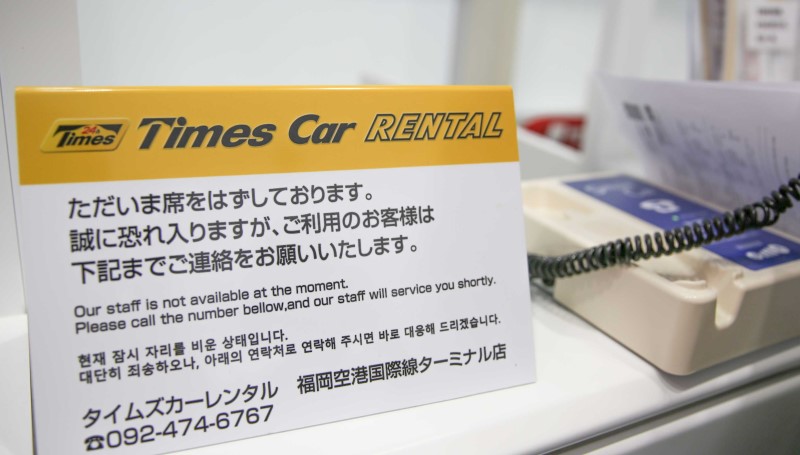 24h
Times
Times Car RENTAL
ただいま席をはずしております。
誠に恐れ入りますが、ご利用のお客様は
下記までご連絡をお願いいたします。
Our staff is not available at the moment.
Please call the number bellow,and our staff will service you shortly.
현재 잠시 자리를 비운 상태입니다.
대단히 죄송하오나, 아래의 연락처로 연락해 주시면 바로 대응해 드리겠습니다.
タイムズカーレンタル 福岡空港国際線ターミナル店
☎092-474-6767